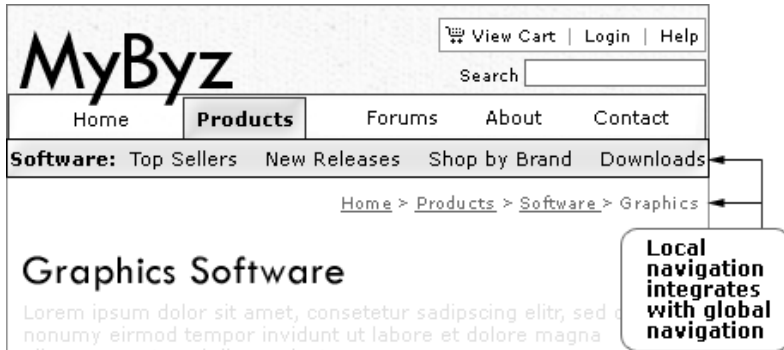 MyByz
View Cart | Login | Help
Search
Home Products Forums About Contact
Software: Top Sellers New Releases Shop by Brand Downloads
Home > Products > Software > Graphics
Local
navigation
integrates
with global
navigation
Graphics Software
Lorem ipsum dolor sit amet, consetetur sadipscing elitr, sed
nonumy eirmod tempor invidunt ut labore et dolore magna